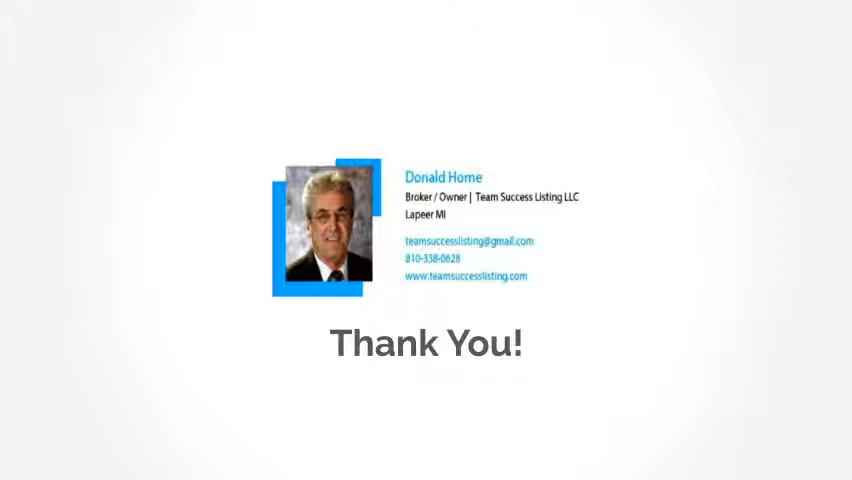 Donald Horne
Broker / Owner | Team Success Listing LLC
Lapeer MI
teamsuccesslisting@gmail.com
810-338-0628
www.teamsuccesslisting.com
Thank You!